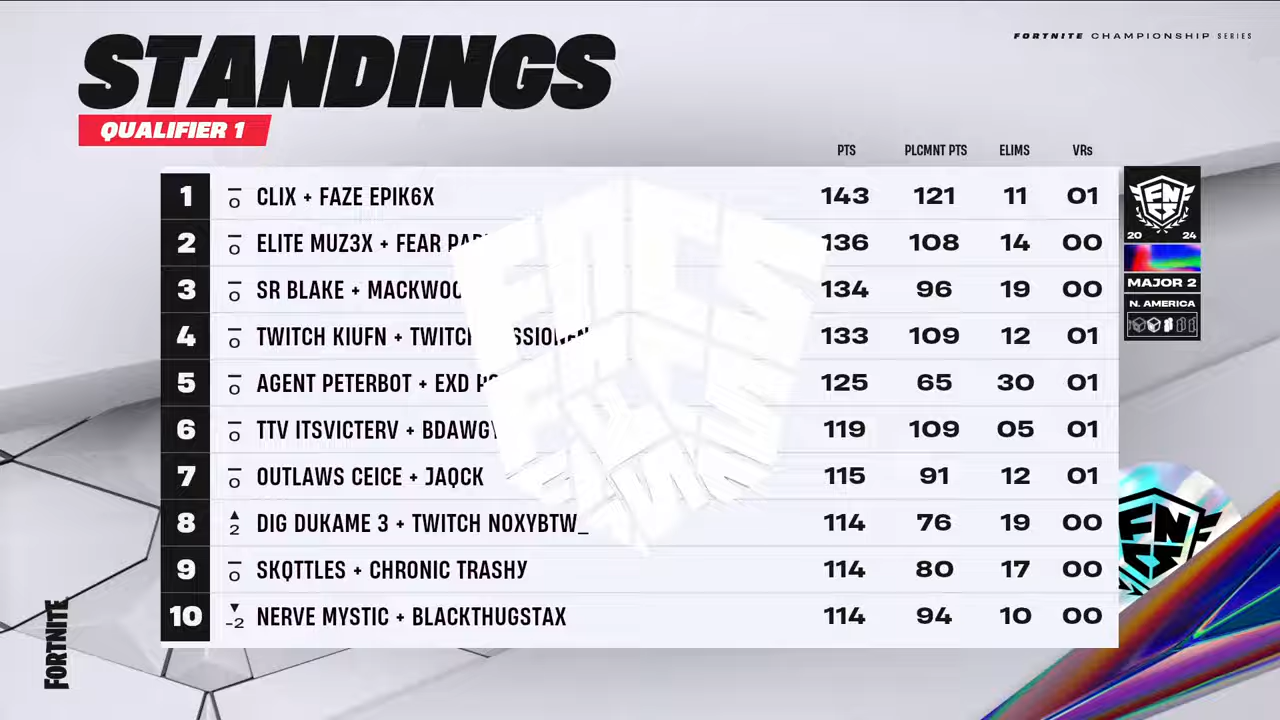 STANDINGS
FORTNITE CHAMPIONSHIP SERIES
QUALIFIER 1
PTS PLCMNT PTS ELIMS VRs
1 0 CLIX + FAZE EPIK6X 143 121 11 01
2 0 ELITE MUZ3X + FEAR 136 108 14 00
3 0 SR BLAKE + 134 96 19 00
4 0 TWITCH KIUFN + 133 109 12 01
5 0 AGENT PETERBOT + EXD 125 65 30 01
6 0 TTV ITSVICTERV + 119 109 05 01
7 0 OUTLAWS CEICE + JAQCK 115 91 12 01
8 2 DIG DUKAME 3 + TWITCH NOXYBTW_ 114 76 19 00
9 0 SKQTTLES + CHRONIC TRASHY 114 80 17 00
10 -2 NERVE MYSTIC + BLACKTHUGSTAX 114 94 10 00
FNCS
20 24
MAJOR 2
N. AMERICA
FNCS
FORTNITE